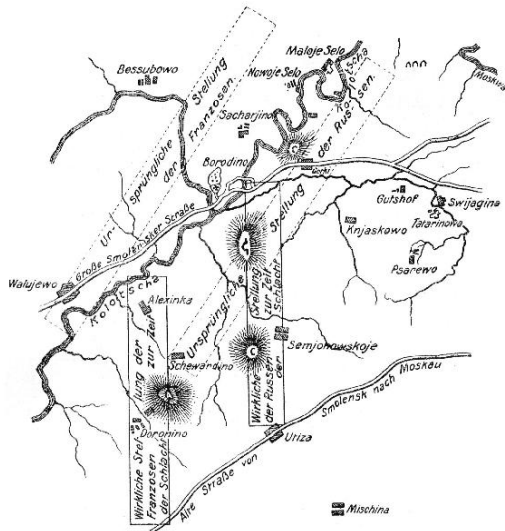 Maloje Selo
Moskwa
Bessubowo
Nowoje Selo
Kolotscha
Ursprüngliche Stellung
der Franzosen.
Sacharjino
Borodino
Gorki
Ursprüngliche Stellung
der Russen.
Gutshof
Swijagina
Tatarinowa
Knjaskowo
Psarewo
Große Smolensker Straße
Walujewo
Kolotscha
Alexinka
Schewardino
Semjonowskoje
Wirkliche Stellung
der Russen zur Zeit der
Schlacht
Doronino
Wirkliche Stellung der
Franzosen zur Zeit
der Schlacht
Uriza
Alte Straße von Smolensk nach Moskau
Mischina
A
C
C